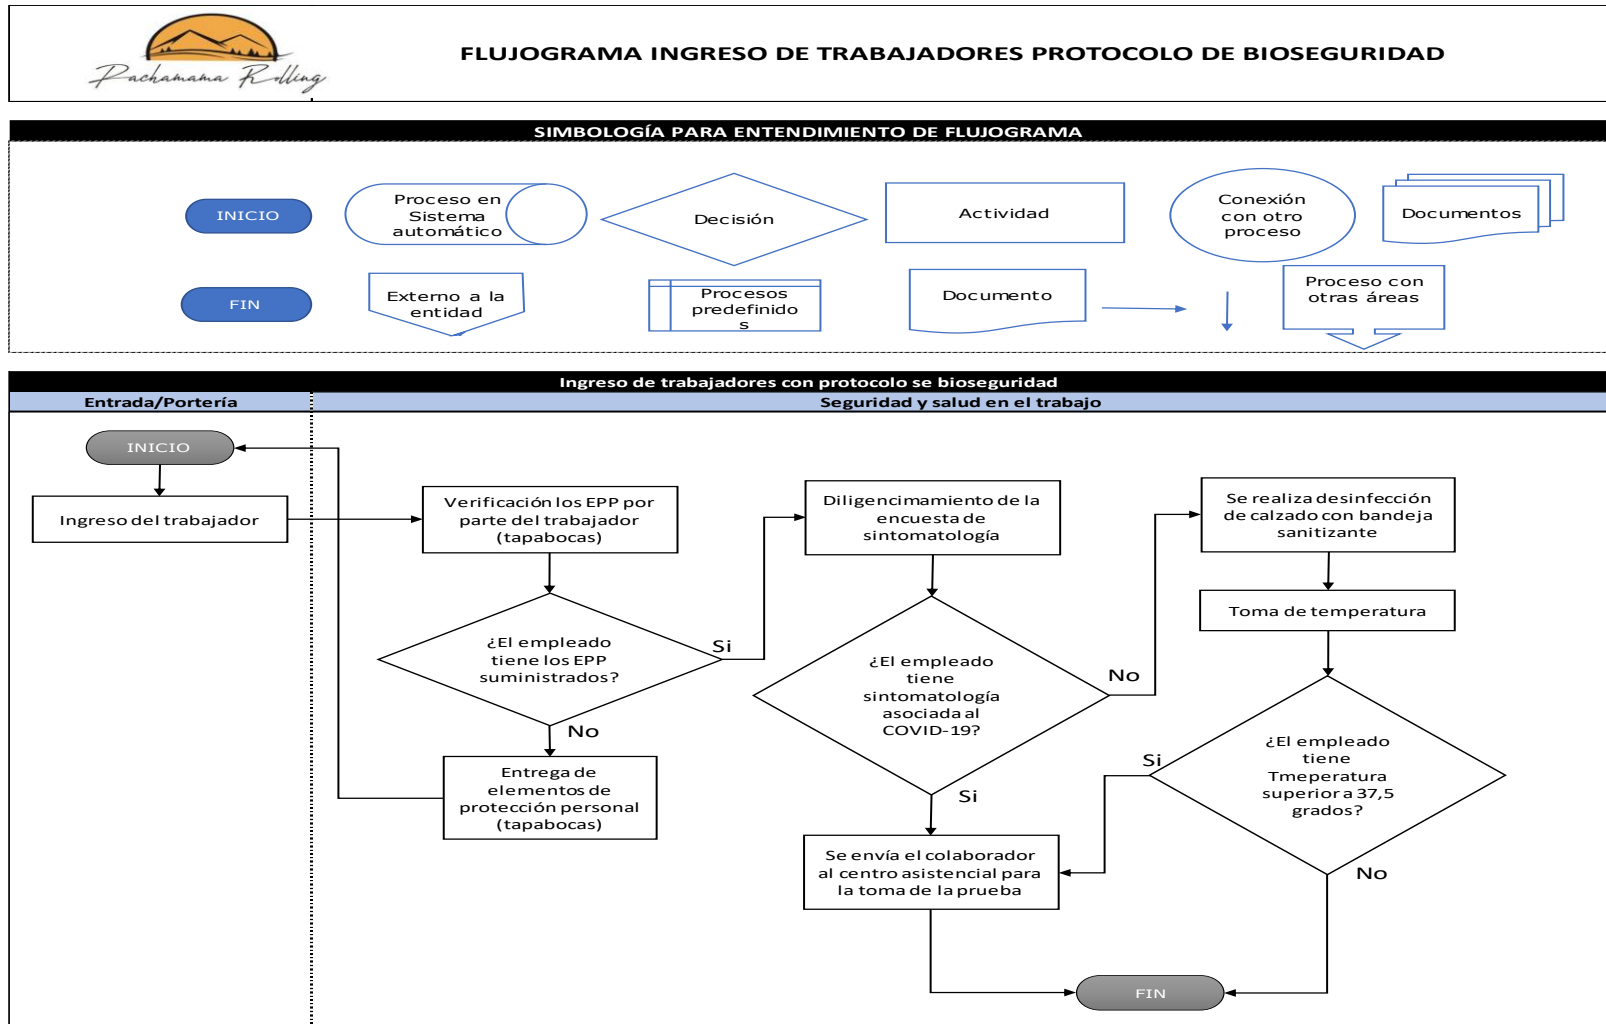 Pachamama Rolling
FLUJOGRAMA INGRESO DE TRABAJADORES PROTOCOLO DE BIOSEGURIDAD
SIMBOLOGÍA PARA ENTENDIMIENTO DE FLUJOGRAMA
INICIO
Proceso en
Sistema
automático
Decisión
Actividad
Conexión
con otro
proceso
Documentos
FIN
Externo a la
entidad
Procesos
predefinido
s
Documento
Proceso con
otras áreas
Ingreso de trabajadores con protocolo se bioseguridad
Entrada/Portería
Seguridad y salud en el trabajo
INICIO
Ingreso del trabajador
Verificación los EPP por
parte del trabajador
(tapabocas)
¿El empleado
tiene los EPP
suministrados?
Si
No
Entrega de
elementos de
protección personal
(tapabocas)
Diligencimamiento de la
encuesta de
sintomatología
¿El empleado
tiene
sintomatología
asociada al
COVID-19?
No
Si
Se envía el colaborador
al centro asistencial para
la toma de la prueba
Se realiza desinfección
de calzado con bandeja
sanitizante
Toma de temperatura
¿El empleado
tiene
Tmeperatura
superior a 37,5
grados?
Si
No
FIN